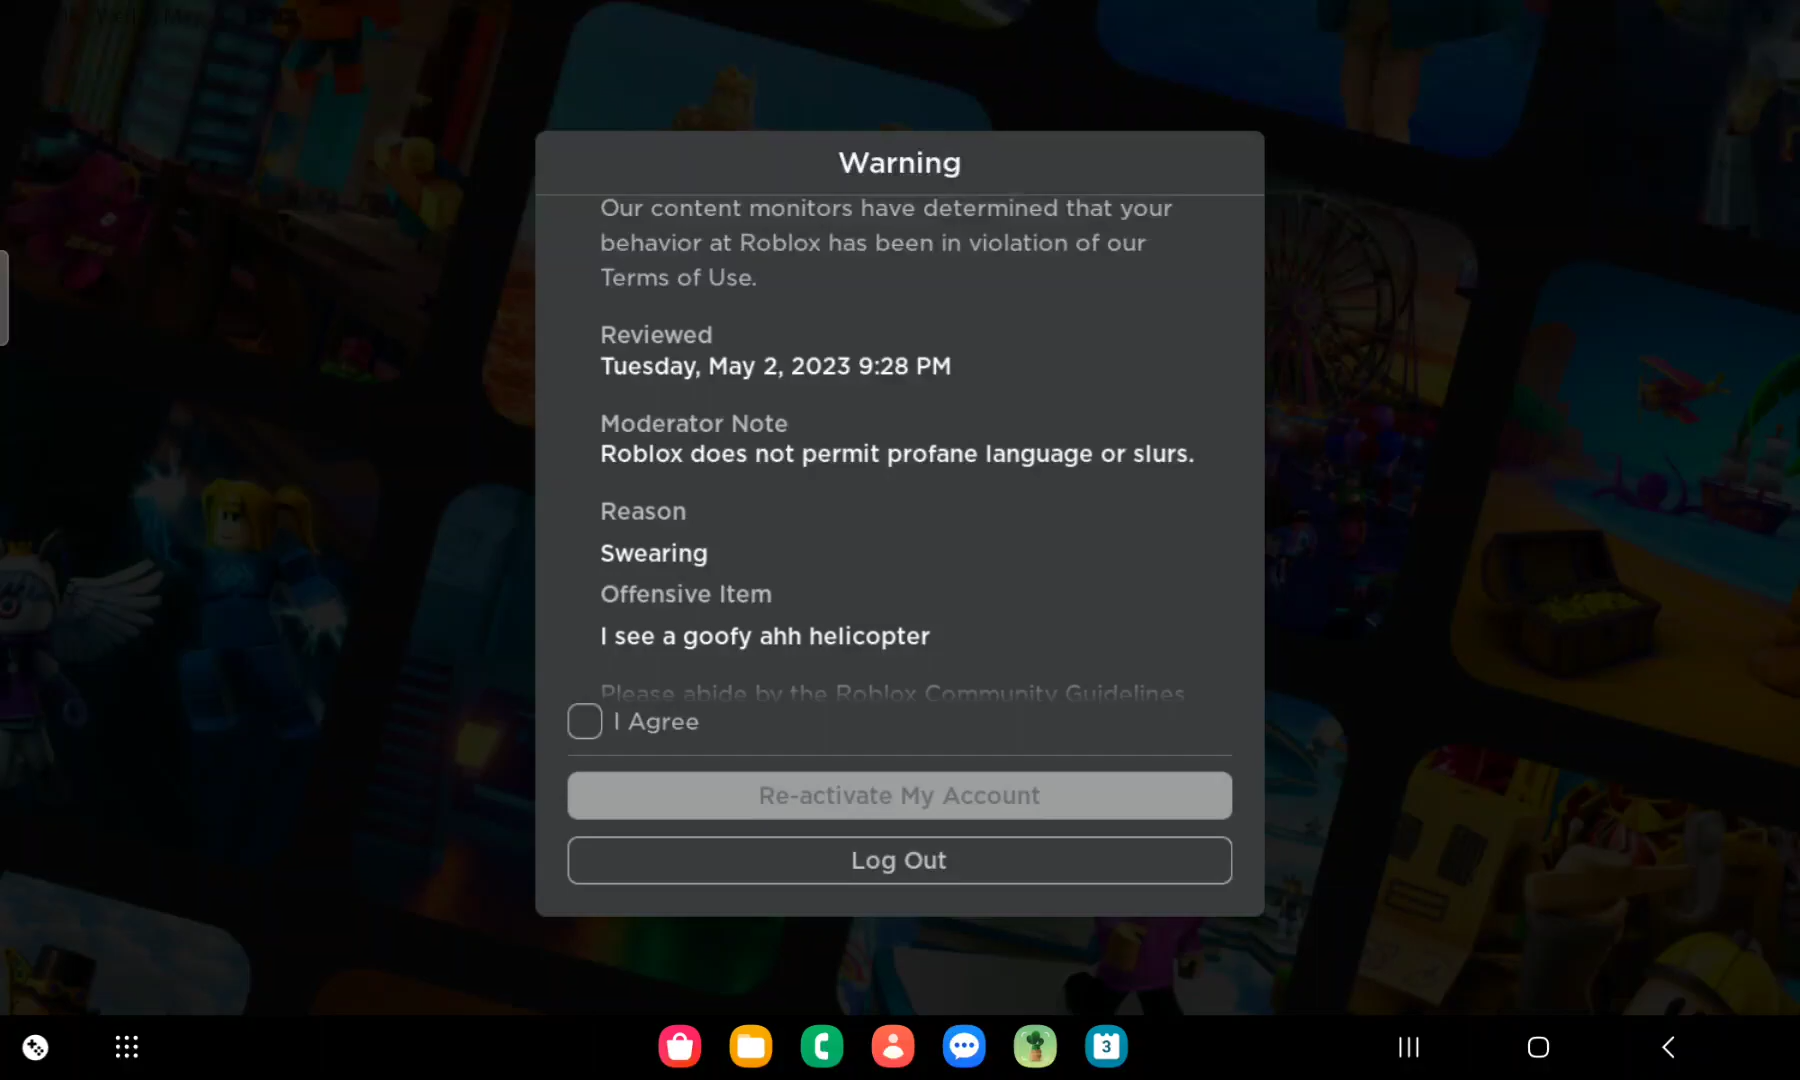 Warning
Our content monitors have determined that your
behavior at Roblox has been in violation of our
Terms of Use.
Reviewed
Tuesday, May 2, 2023 9:28 PM
Moderator Note
Roblox does not permit profane language or slurs.
Reason
Swearing
Offensive Item
I see a goofy ahh helicopter
Please abide by the Roblox Community Guidelines
I Agree
Re-activate My Account
Log Out
3